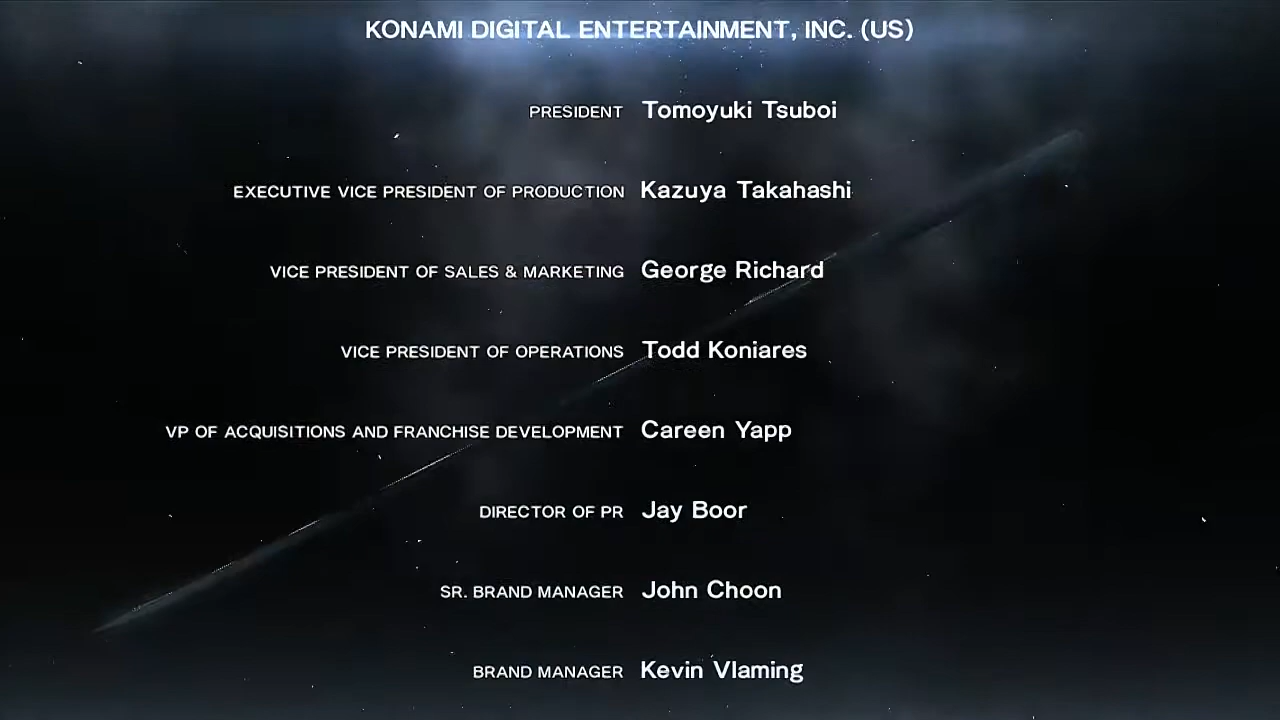 KONAMI DIGITAL ENTERTAINMENT, INC. (US)
PRESIDENT Tomoyuki Tsuboi
EXECUTIVE VICE PRESIDENT OF PRODUCTION Kazuya Takahashi
VICE PRESIDENT OF SALES & MARKETING George Richard
VICE PRESIDENT OF OPERATIONS Todd Koniares
VP OF ACQUISITIONS AND FRANCHISE DEVELOPMENT Careen Yapp
DIRECTOR OF PR Jay Boor
SR. BRAND MANAGER John Choon
BRAND MANAGER Kevin Vlaming